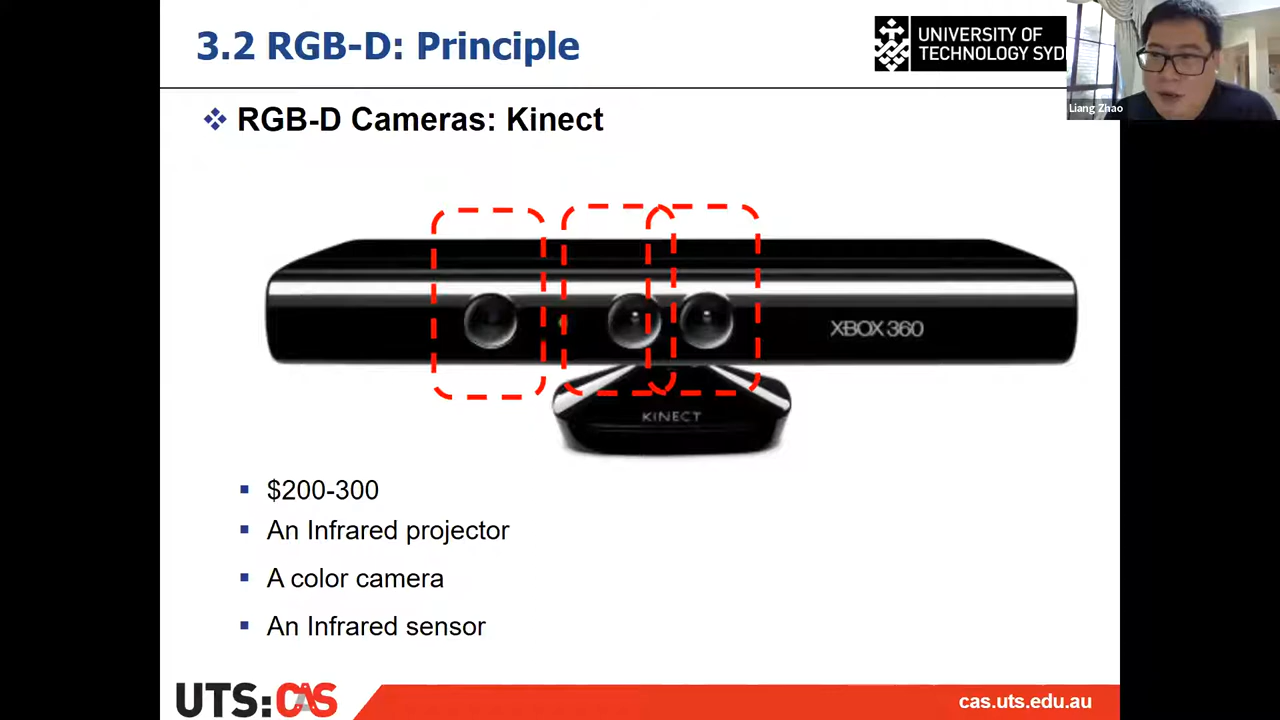 3.2 RGB-D: Principle
UNIVERSITY OF
TECHNOLOGY SYD
Liang Zhao
❖ RGB-D Cameras: Kinect
XBOX 360
KINECT
▪ $200-300
▪ An Infrared projector
▪ A color camera
▪ An Infrared sensor
UTS:CAS
cas.uts.edu.au